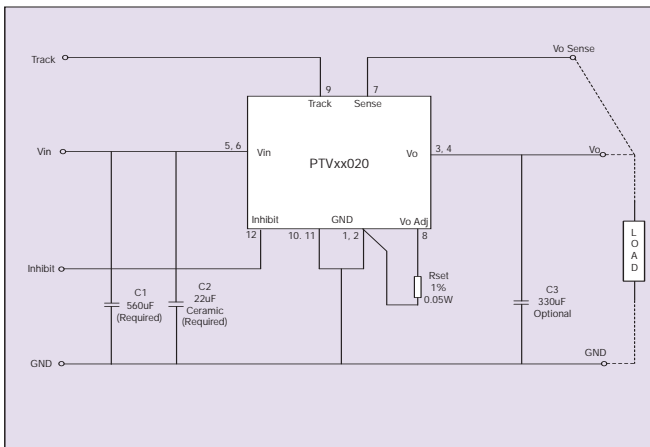 Track
Vo Sense
9
7
Track
Sense
Vin
5, 6
Vin
PTVxx020
Vo
3, 4
Vo
Inhibit
GND
Vo Adj
12
10. 11
1, 2
8
L
O
A
D
Inhibit
C1
560uF
(Required)
C2
22uF
Ceramic
(Required)
Rset
1%
0.05W
C3
330uF
Optional
GND
GND